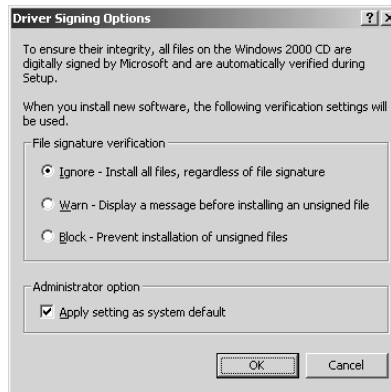 Driver Signing Options
To ensure their integrity, all files on the Windows 2000 CD are
digitally signed by Microsoft and are automatically verified during
Setup.
When you install new software, the following verification settings will
be used.
File signature verification
Ignore - Install all files, regardless of file signature
Warn - Display a message before installing an unsigned file
Block - Prevent installation of unsigned files
Administrator option
Apply setting as system default
OK Cancel